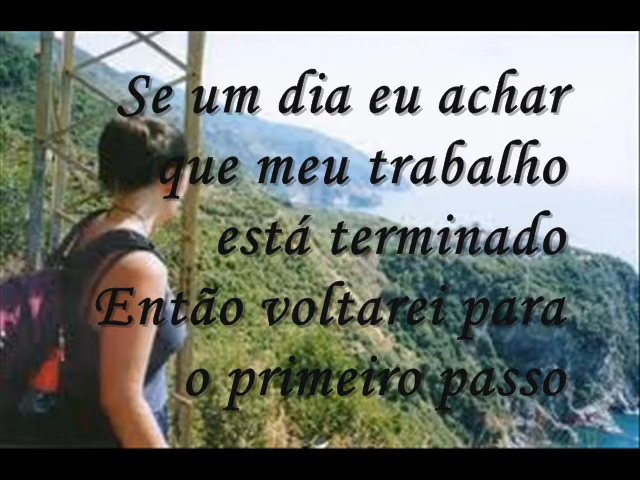 Se um dia eu achar
que meu trabalho
está terminado
Então voltarei para
o primeiro passo